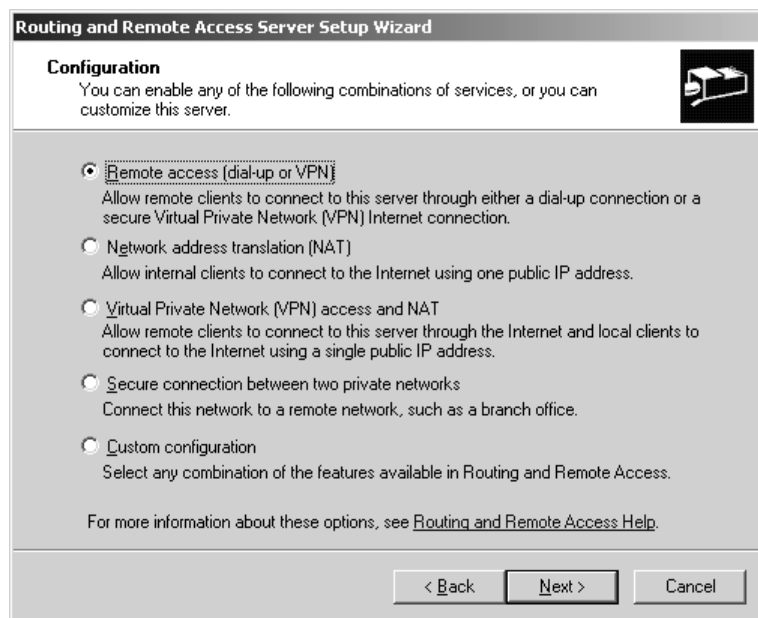 Routing and Remote Access Server Setup Wizard
Configuration
You can enable any of the following combinations of services, or you can
customize this server.
Remote access (dial-up or VPN)
Allow remote clients to connect to this server through either a dial-up connection or a
secure Virtual Private Network (VPN) Internet connection.
Network address translation (NAT)
Allow internal clients to connect to the Internet using one public IP address.
Virtual Private Network (VPN) access and NAT
Allow remote clients to connect to this server through the Internet and local clients to
connect to the Internet using a single public IP address.
Secure connection between two private networks
Connect this network to a remote network, such as a branch office.
Custom configuration
Select any combination of the features available in Routing and Remote Access.
For more information about these options, see Routing and Remote Access Help.
< Back Next > Cancel